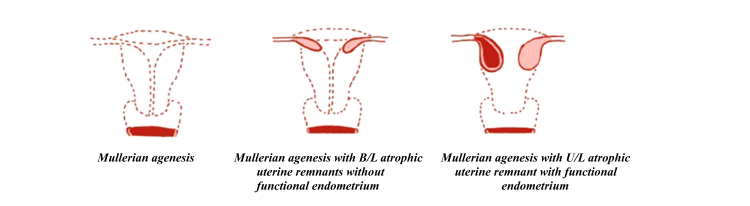 Mullerian agenesis
Mullerian agenesis with B/L atrophic
uterine remnants without
functional endometrium
Mullerian agenesis with U/L atrophic
uterine remnant with functional
endometrium